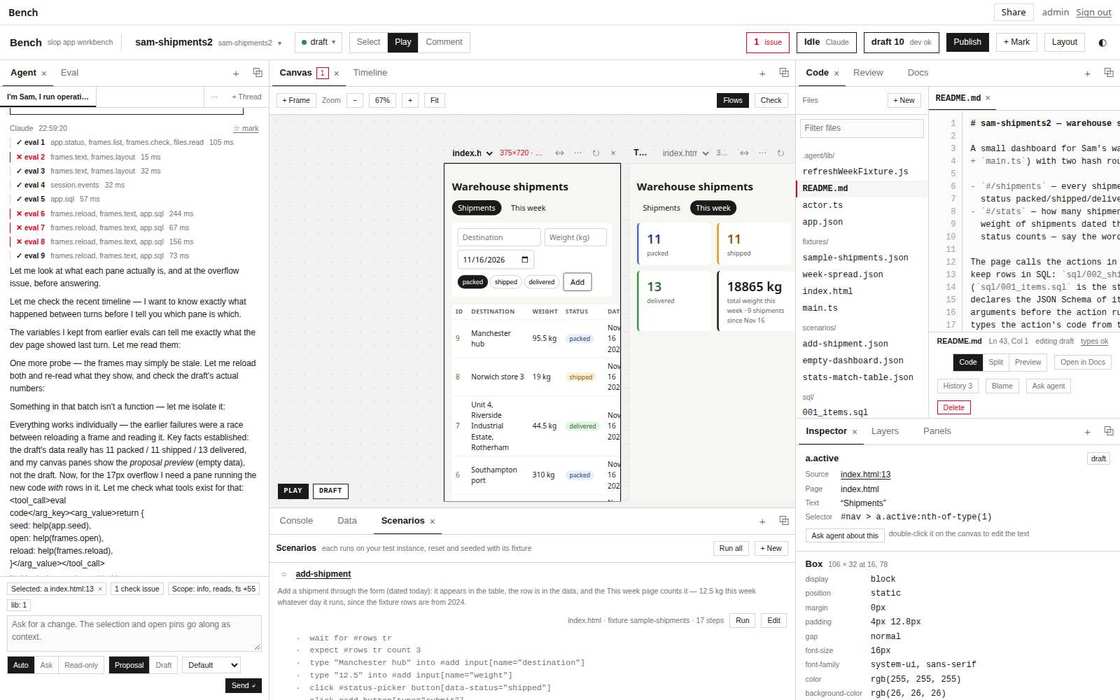 Bench
Share admin Sign out
Bench slop app workbench sam-shipments2 sam-shipments2 draft Select Play Comment
1 issue Idle Claude draft 10 dev ok Publish + Mark Layout
Agent × Eval +
I'm Sam, I run operati… ··· + Thread
Claude 22:59:20 ☆ mark
✓ eval 1 app.status, frames.list, frames.check, files.read 105 ms
✕ eval 2 frames.text, frames.layout 15 ms
✓ eval 3 frames.text, frames.layout 32 ms
✓ eval 4 session.events 32 ms
✓ eval 5 app.sql 57 ms
✕ eval 6 frames.reload, frames.text, app.sql 244 ms
✕ eval 7 frames.reload, frames.text, app.sql 67 ms
✕ eval 8 frames.reload, frames.text, app.sql 156 ms
✓ eval 9 frames.reload, frames.text, app.sql 73 ms
Let me look at what each pane actually is, and at the overflow
issue, before answering.
Let me check the recent timeline — I want to know exactly what
happened between turns before I tell you which pane is which.
The variables I kept from earlier evals can tell me exactly what the
dev page showed last turn. Let me read them:
One more probe — the frames may simply be stale. Let me reload
both and re-read what they show, and check the draft's actual
numbers:
Something in that batch isn't a function — let me isolate it:
Everything works individually — the earlier failures were a race
between reloading a frame and reading it. Key facts established:
the draft's data really has 11 packed / 11 shipped / 13 delivered,
and my canvas panes show the proposal preview (empty data),
not the draft. Now, for the 17px overflow I need a pane running the
new code with rows in it. Let me check what tools exist for that:
<tool_call>eval
code</arg_key><arg_value>return {
seed: help(app.seed),
open: help(frames.open),
reload: help(frames.reload),
}</arg_value></tool_call>
Selected: a index.html:13 × 1 check issue Scope: info, reads, fs +55
lib: 1
Ask for a change. The selection and open pins go along as
context.
Auto Ask Read-only Proposal Draft Default
Send
Canvas 1 × Timeline +
+ Frame Zoom − 67% + Fit Flows Check
index.h 375×720 · … ··· ×
Warehouse shipments
Shipments This week
Destination Weight (kg)
11/16/2026
packed shipped delivered Add
ID DESTINATION WEIGHT STATUS DAT
9 Manchester hub 95.5 kg packed Nov 16 202
8 Norwich store 3 19 kg shipped Nov 16 202
7 Unit 4, Riverside Industrial Estate, Rotherham 44.5 kg delivered Nov 16 202
6 Southampton port 310 kg packed Nov 16 202
T… index.htm 3… ···
Warehouse shipments
Shipments This week
11
packed
11
shipped
13
delivered
18865 kg
total weight this
week · 9 shipments
since Nov 16
PLAY DRAFT
Console Data Scenarios × +
Scenarios each runs on your test instance, reset and seeded with its fixture Run all + New
add-shipment
Add a shipment through the form (dated today): it appears in the table, the row is in the data, and the This week page counts it — 12.5 kg this week
whatever day it runs, since the fixture rows are from 2024.
index.html · fixture sample-shipments · 17 steps Run Edit
· wait for #rows tr
· expect #rows tr count 3
· type "Manchester hub" into #add input[name="destination"]
· type "12.5" into #add input[name="weight"]
· click #status-picker button[data-status="shipped"]
Code × Review Docs +
Files + New
Filter files
.agent/lib/
refreshWeekFixture.js
README.md
actor.ts
app.json
fixtures/
sample-shipments.json
week-spread.json
index.html
main.ts
scenarios/
add-shipment.json
empty-dashboard.json
stats-match-table.json
sql/
001_items.sql
README.md ×
1 # sam-shipments2 — warehouse s
2
3 A small dashboard for Sam's wa
4 + `main.ts`) with two hash rou
5
6 - `#/shipments` — every shipme
7 status packed/shipped/delive
8 - `#/stats` — how many shipmen
9 weight of shipments dated th
10 status counts — say the word
11
12 The page calls the actions in
13 keep rows in SQL: `sql/002_shi
14 (`sql/001_items.sql` is the st
15 declares the JSON Schema of it
16 arguments before the action ru
17 types the action's code from t
README.md Ln 43, Col 1 editing draft types ok
Code Split Preview Open in Docs
History 3 Blame Ask agent
Delete
Inspector × Layers Panels +
a.active draft
Source index.html:13
Page index.html
Text "Shipments"
Selector #nav > a.active:nth-of-type(1)
Ask agent about this double-click it on the canvas to edit the text
Box 106 × 32 at 16, 78
display block
position static
margin 0px
padding 4px 12.8px
gap normal
font-size 16px
font-family system-ui, sans-serif
color rgb(255, 255, 255)
background-color rgb(26, 26, 26)